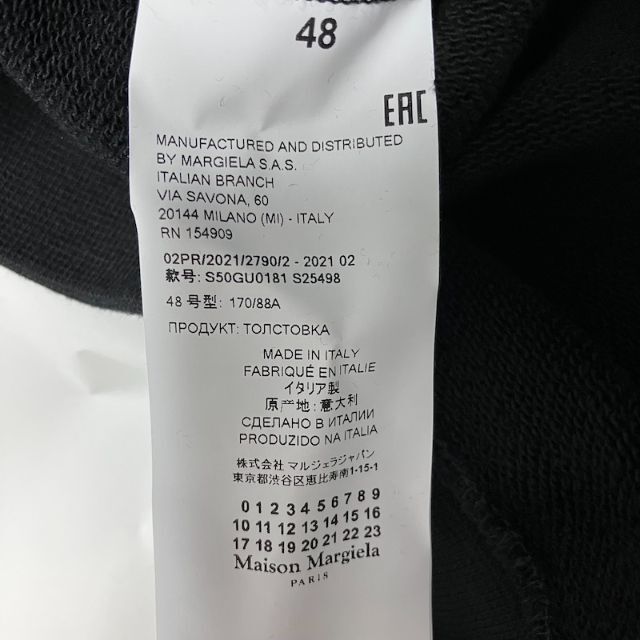 48
EAC
MANUFACTURED AND DISTRIBUTED
BY MARGIELA S.A.S.
ITALIAN BRANCH
VIA SAVONA, 60
20144 MILANO (MI) - ITALY
RN 154909
02PR/2021/2790/2 - 2021 02
款号: S50GU0181 S25498
48 号型: 170/88A
ПРОДУКТ: ТОЛСТОВКА
MADE IN ITALY
FABRIQUÉ EN ITALIE
イタリア製
原产地: 意大利
СДЕЛАНО В ИТАЛИИ
PRODUZIDO NA ITALIA
株式会社 マルジェラジャパン
東京都渋谷区恵比寿南1-15-1
0 1 2 3 4 5 6 7 8 9
10 11 12 13 14 15 16
17 18 19 20 21 22 23
Maison Margiela
PARIS